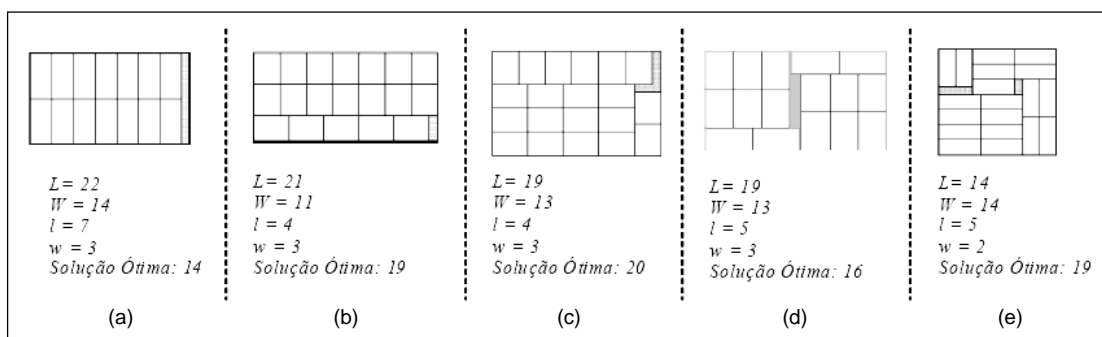 L= 22
W = 14
l = 7
w = 3
Solução Ótima: 14
(a)
L= 21
W = 11
l = 4
w = 3
Solução Ótima: 19
(b)
L= 19
W = 13
l = 4
w = 3
Solução Ótima: 20
(c)
L= 19
W = 13
l = 5
w = 3
Solução Ótima: 16
(d)
L= 14
W = 14
l = 5
w = 2
Solução Ótima: 19
(e)